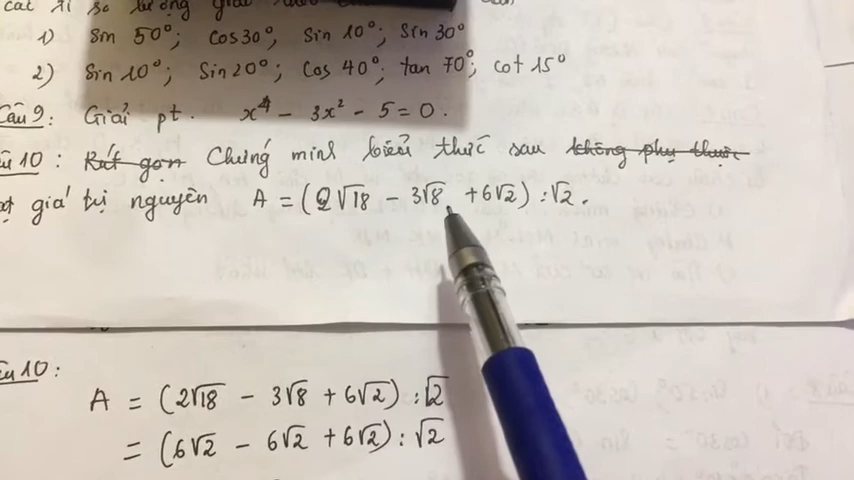 1) Sin 50°; Cos30°, Sin 10°; Sin 30°
2) Sin 10°; Sin 20°; Cos 40°; tan 70°; cot 15°
Câu 9: Giải pt. x⁴ - 3x² - 5 = 0.
u 10: Rút gọn Chứng minh biểu thức sau không phụ thuộc
giá trị nguyên A = (2√18 - 3√8 + 6√2) : √2.
u 10:
A = (2√18 - 3√8 + 6√2) : √2
= (6√2 - 6√2 + 6√2) : √2